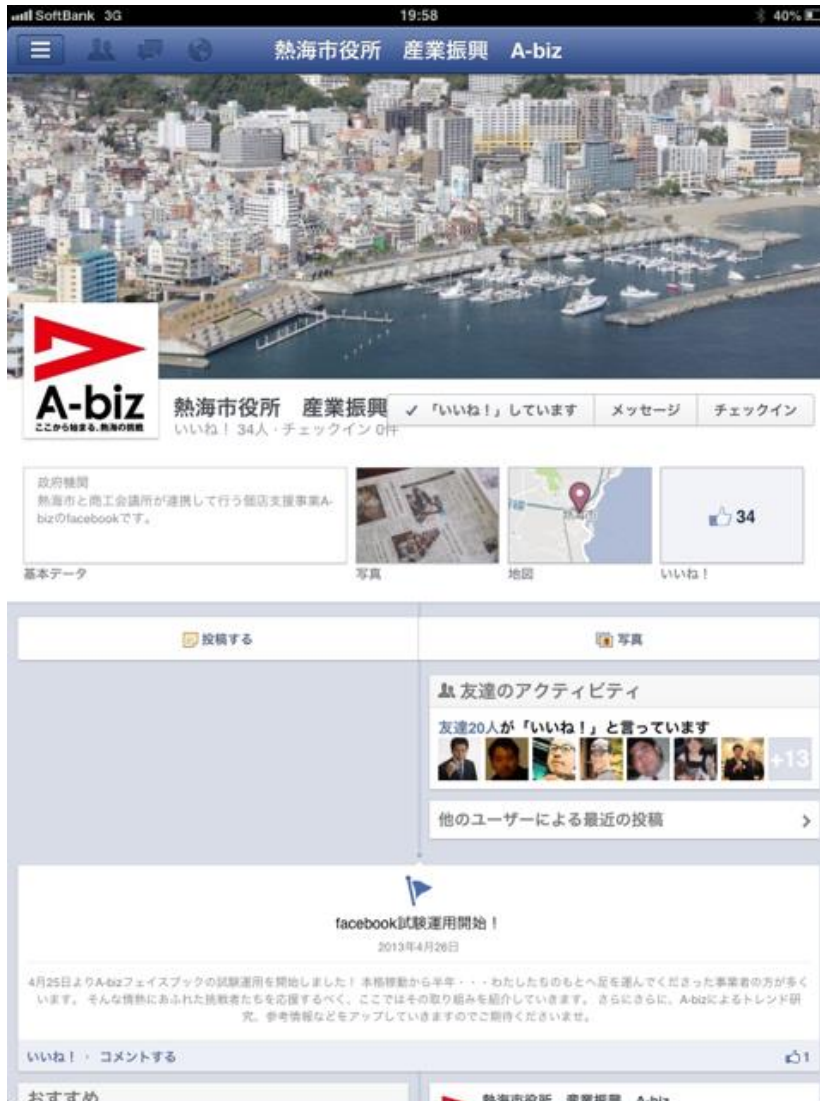 SoftBank 3G 19:58 40%
熱海市役所 産業振興 A-biz
A-biz
ここから始まる、熱海の挑戦
熱海市役所 産業振興
✓ 「いいね！」しています
メッセージ
チェックイン
いいね！ 34人・チェックイン 0件
政府機関
熱海市と商工会議所が連携して行う個店支援事業A-
bizのfacebookです。
34
基本データ
写真
地図
いいね！
投稿する
写真
友達のアクティビティ
友達20人が「いいね！」と言っています
+13
他のユーザーによる最近の投稿
facebook試験運用開始！
2013年4月26日
4月25日よりA-bizフェイスブックの試験運用を開始しました！ 本格稼動から半年・・・わたしたちのもとへ足を運んでくださった事業者の方が多く
います。 そんな情熱にあふれた挑戦者たちを応援するべく、ここではその取り組みを紹介していきます。 さらにさらに、A-bizによるトレンド研
究、参考情報などをアップしていきますのでご期待くださいませ。
いいね！ · コメントする
1
おすすめ
熱海市役所 産業振興 A-biz